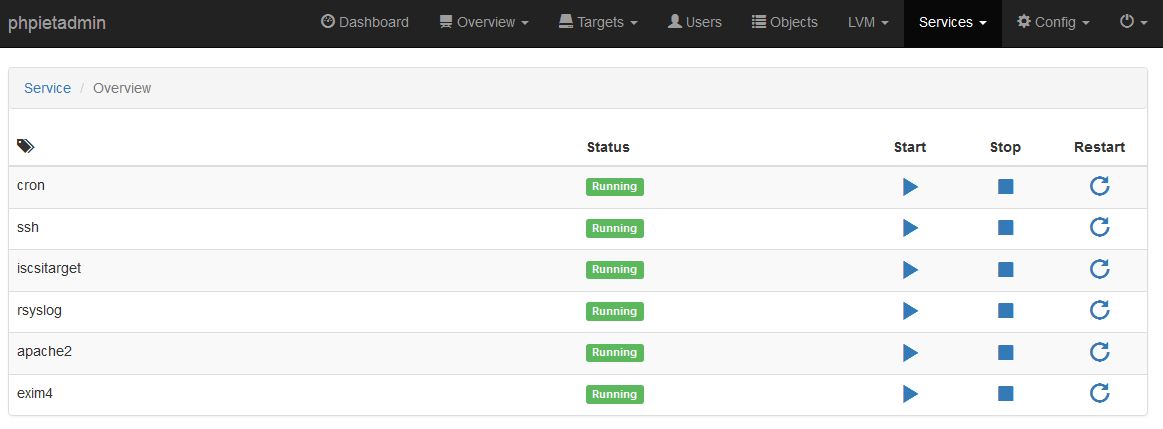 phpietadmin Dashboard Overview Targets Users Objects LVM Services Config
Service / Overview
Status Start Stop Restart
cron Running
ssh Running
iscsitarget Running
rsyslog Running
apache2 Running
exim4 Running